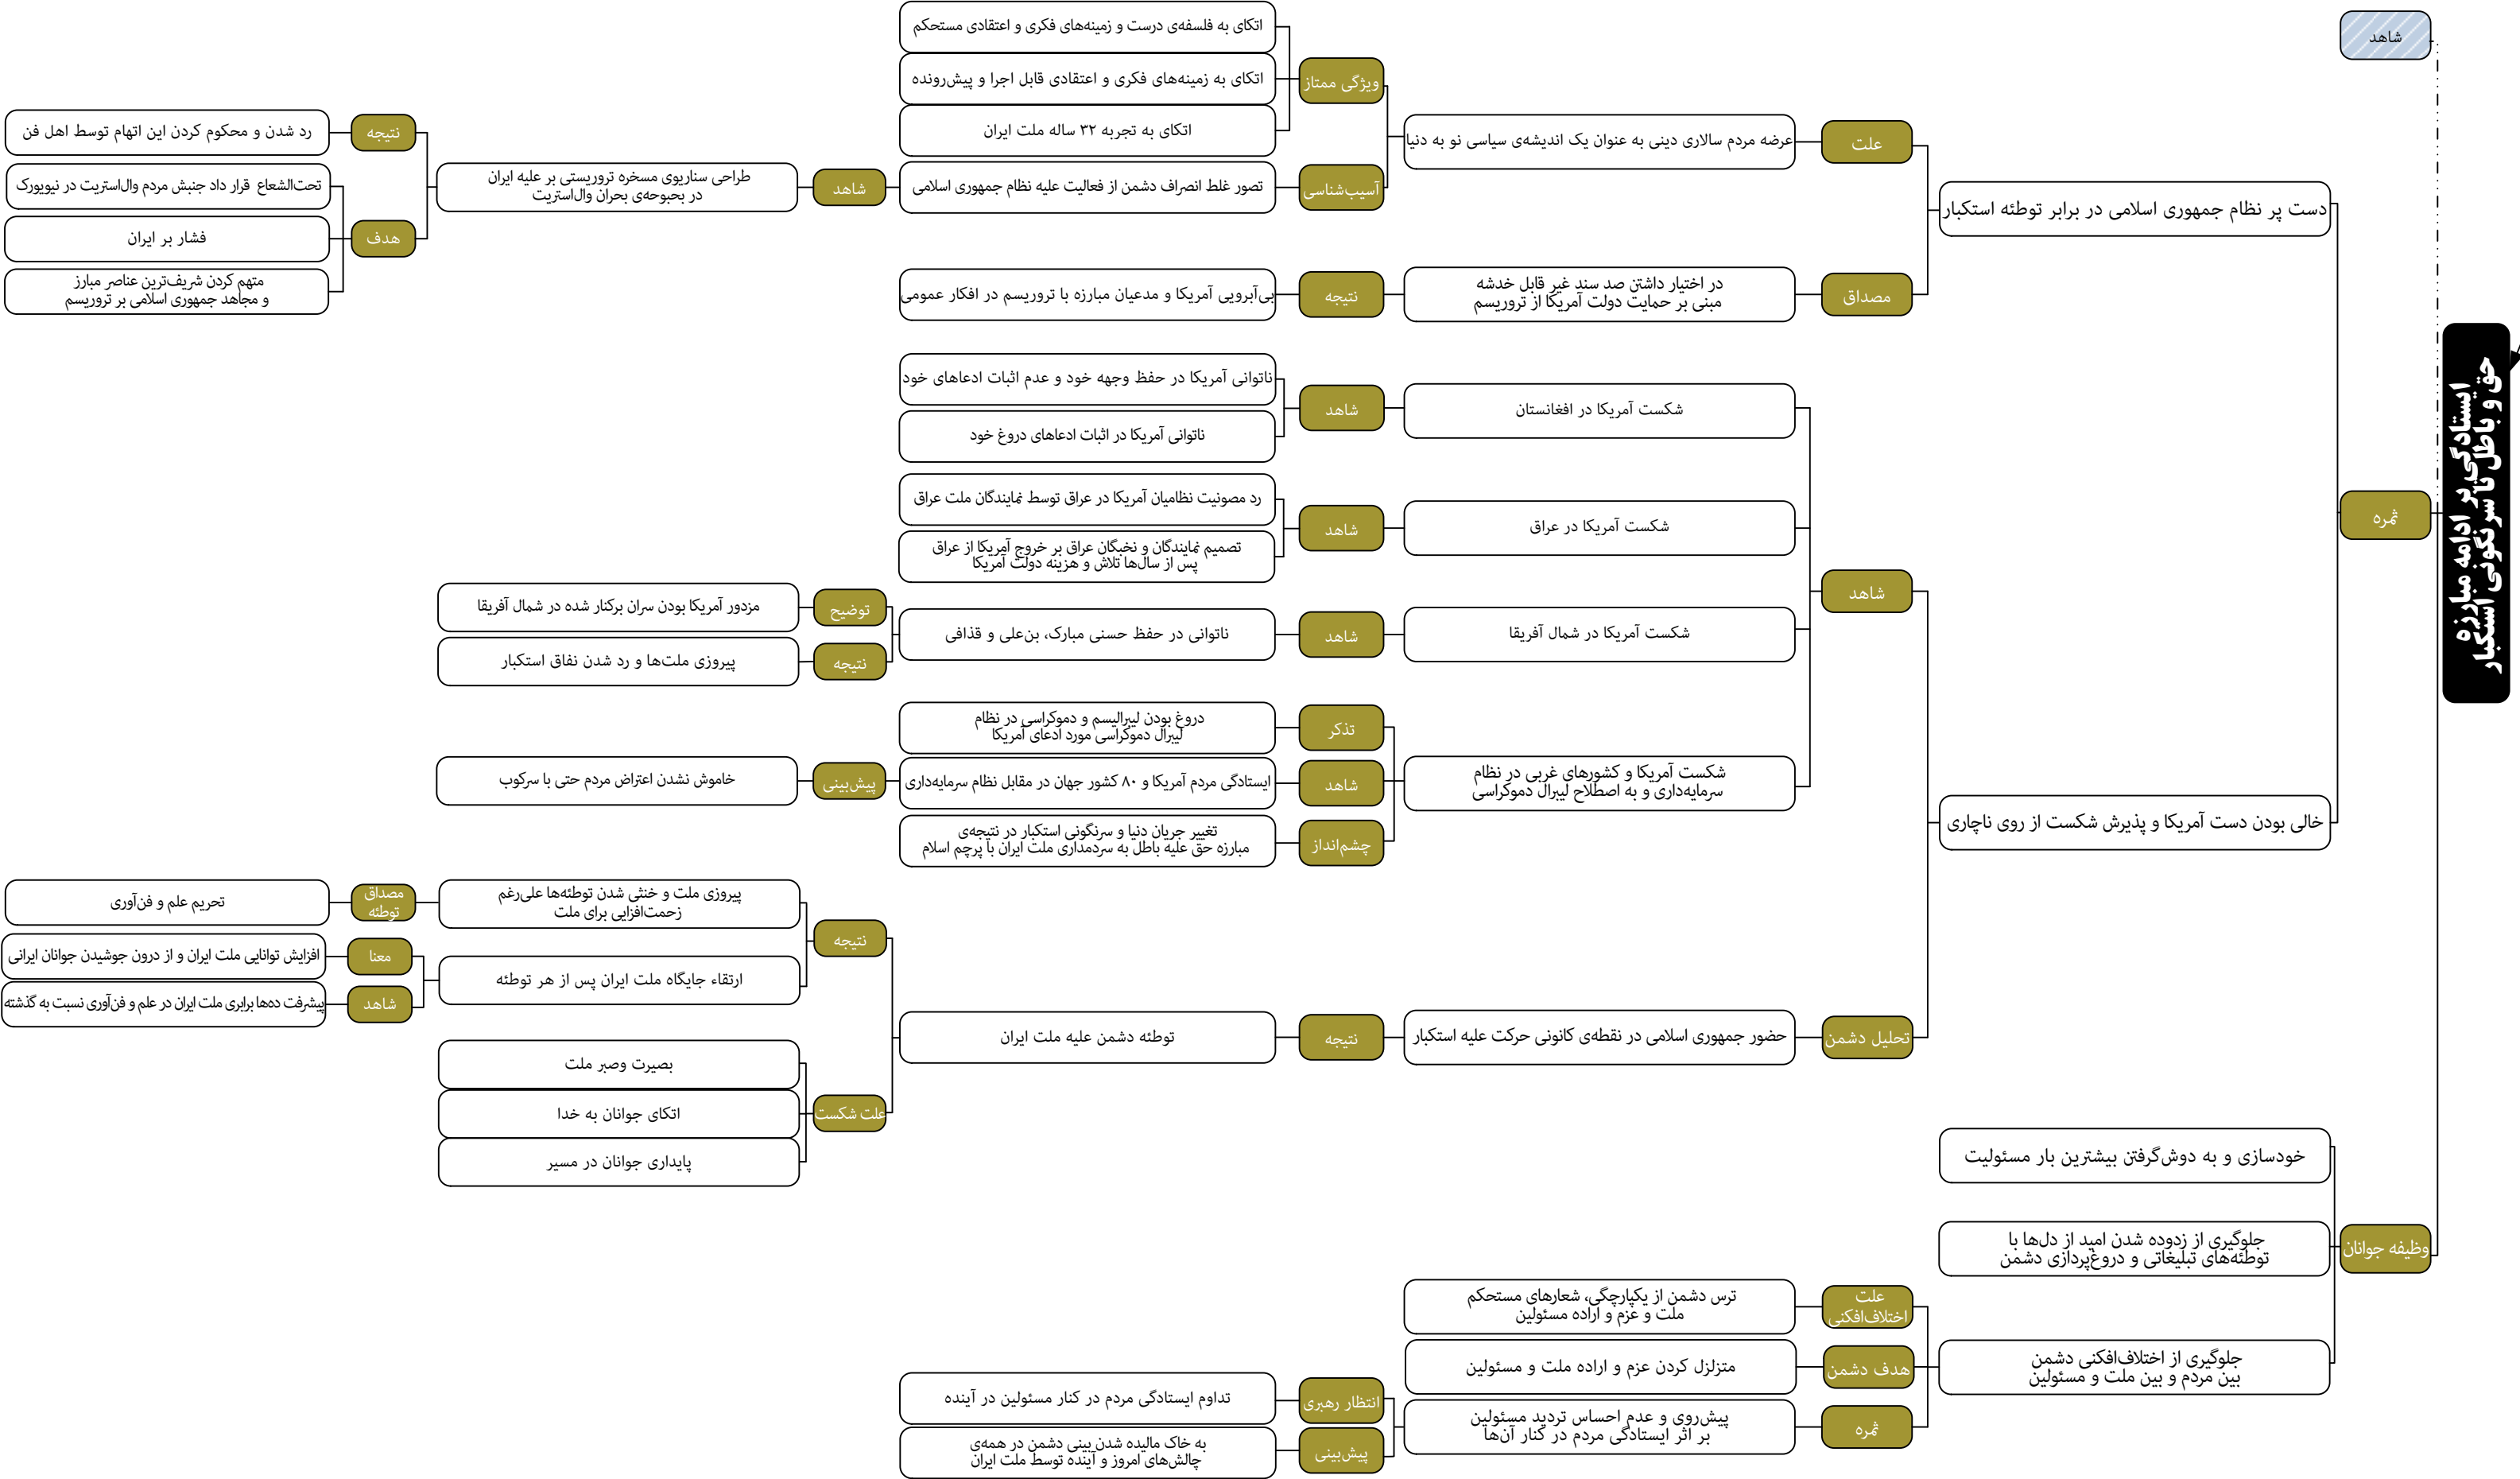 شاهد
ایستادگی بر ادامه مبارزه
حق و باطل تا سرنگونی استکبار
ثمره
دست پر نظام جمهوری اسلامی در برابر توطئه استکبار
علت
عرضه مردم سالاری دینی به عنوان یک اندیشه‌ی سیاسی نو به دنیا
ویژگی ممتاز
اتکای به فلسفه‌ی درست و زمینه‌های فکری و اعتقادی مستحکم
اتکای به زمینه‌های فکری و اعتقادی قابل اجرا و پیش‌رونده
اتکای به تجربه ۳۲ ساله ملت ایران
آسیب‌شناسی
تصور غلط انصراف دشمن از فعالیت علیه نظام جمهوری اسلامی
شاهد
طراحی سناریوی مسخره تروریستی بر علیه ایران
در بحبوحه‌ی بحران وال‌استریت
نتیجه
رد شدن و محکوم کردن این اتهام توسط اهل فن
هدف
تحت‌الشعاع قرار داد جنبش مردم وال‌استریت در نیویورک
فشار بر ایران
متهم کردن شریف‌ترین عناصر مبارز
و مجاهد جمهوری اسلامی بر تروریسم
مصداق
در اختیار داشتن صد سند غیر قابل خدشه
مبنی بر حمایت دولت آمریکا از تروریسم
نتیجه
بی‌آبرویی آمریکا و مدعیان مبارزه با تروریسم در افکار عمومی
خالی بودن دست آمریکا و پذیرش شکست از روی ناچاری
شاهد
شکست آمریکا در افغانستان
شاهد
ناتوانی آمریکا در حفظ وجهه خود و عدم اثبات ادعاهای خود
ناتوانی آمریکا در اثبات ادعاهای دروغ خود
شکست آمریکا در عراق
شاهد
رد مصونیت نظامیان آمریکا در عراق توسط نمایندگان ملت عراق
تصمیم نمایندگان و نخبگان عراق بر خروج آمریکا از عراق
پس از سال‌ها تلاش و هزینه دولت آمریکا
شکست آمریکا در شمال آفریقا
شاهد
ناتوانی در حفظ حسنی مبارک، بن‌علی و قذافی
توضیح
مزدور آمریکا بودن سران برکنار شده در شمال آفریقا
نتیجه
پیروزی ملت‌ها و رد شدن نفاق استکبار
شکست آمریکا و کشورهای غربی در نظام
سرمایه‌داری و به اصطلاح لیبرال دموکراسی
تذکر
دروغ بودن لیبرالیسم و دموکراسی در نظام
لیبرال دموکراسی مورد ادعای آمریکا
شاهد
ایستادگی مردم آمریکا و ۸۰ کشور جهان در مقابل نظام سرمایه‌داری
پیش‌بینی
خاموش نشدن اعتراض مردم حتی با سرکوب
چشم‌انداز
تغییر جریان دنیا و سرنگونی استکبار در نتیجه‌ی
مبارزه حق علیه باطل به سردمداری ملت ایران با پرچم اسلام
تحلیل دشمن
حضور جمهوری اسلامی در نقطه‌ی کانونی حرکت علیه استکبار
نتیجه
توطئه دشمن علیه ملت ایران
نتیجه
پیروزی ملت و خنثی شدن توطئه‌ها علی‌رغم
زحمت‌افزایی برای ملت
مصداق
توطئه
تحریم علم و فن‌آوری
ارتقاء جایگاه ملت ایران پس از هر توطئه
معنا
افزایش توانایی ملت ایران و از درون جوشیدن جوانان ایرانی
شاهد
پیشرفت ده‌ها برابری ملت ایران در علم و فن‌آوری نسبت به گذشته
علت شکست
بصیرت وصبر ملت
اتکای جوانان به خدا
پایداری جوانان در مسیر
وظیفه جوانان
خودسازی و به دوش‌گرفتن بیشترین بار مسئولیت
جلوگیری از زدوده شدن امید از دل‌ها با
توطئه‌های تبلیغاتی و دروغ‌پردازی دشمن
جلوگیری از اختلاف‌افکنی دشمن
بین مردم و بین ملت و مسئولین
علت
اختلاف‌افکنی
ترس دشمن از یکپارچگی، شعارهای مستحکم
ملت و عزم و اراده مسئولین
هدف دشمن
متزلزل کردن عزم و اراده ملت و مسئولین
ثمره
پیش‌روی و عدم احساس تردید مسئولین
بر اثر ایستادگی مردم در کنار آن‌ها
انتظار رهبری
تداوم ایستادگی مردم در کنار مسئولین در آینده
پیش‌بینی
به خاک مالیده شدن بینی دشمن در همه‌ی
چالش‌های امروز و آینده توسط ملت ایران